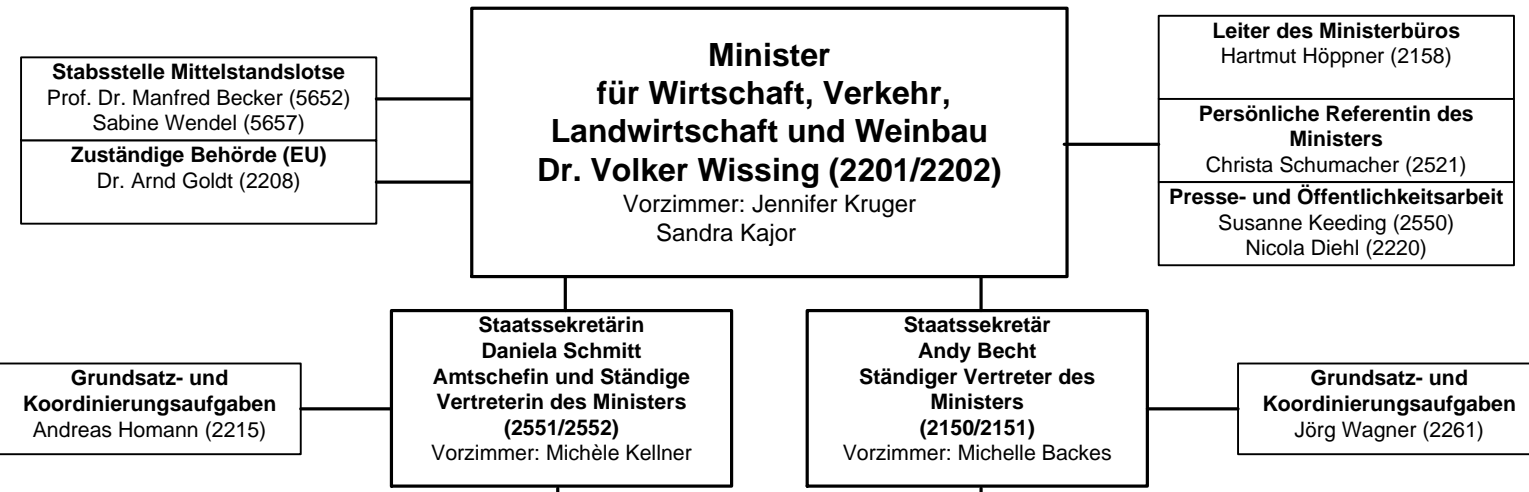 Minister
für Wirtschaft, Verkehr,
Landwirtschaft und Weinbau
Dr. Volker Wissing (2201/2202)
Vorzimmer: Jennifer Kruger
Sandra Kajor
Stabsstelle Mittelstandslotse
Prof. Dr. Manfred Becker (5652)
Sabine Wendel (5657)
Zuständige Behörde (EU)
Dr. Arnd Goldt (2208)
Leiter des Ministerbüros
Hartmut Höppner (2158)
Persönliche Referentin des
Ministers
Christa Schumacher (2521)
Presse- und Öffentlichkeitsarbeit
Susanne Keeding (2550)
Nicola Diehl (2220)
Grundsatz- und
Koordinierungsaufgaben
Andreas Homann (2215)
Staatssekretärin
Daniela Schmitt
Amtschefin und Ständige
Vertreterin des Ministers
(2551/2552)
Vorzimmer: Michèle Kellner
Staatssekretär
Andy Becht
Ständiger Vertreter des
Ministers
(2150/2151)
Vorzimmer: Michelle Backes
Grundsatz- und
Koordinierungsaufgaben
Jörg Wagner (2261)